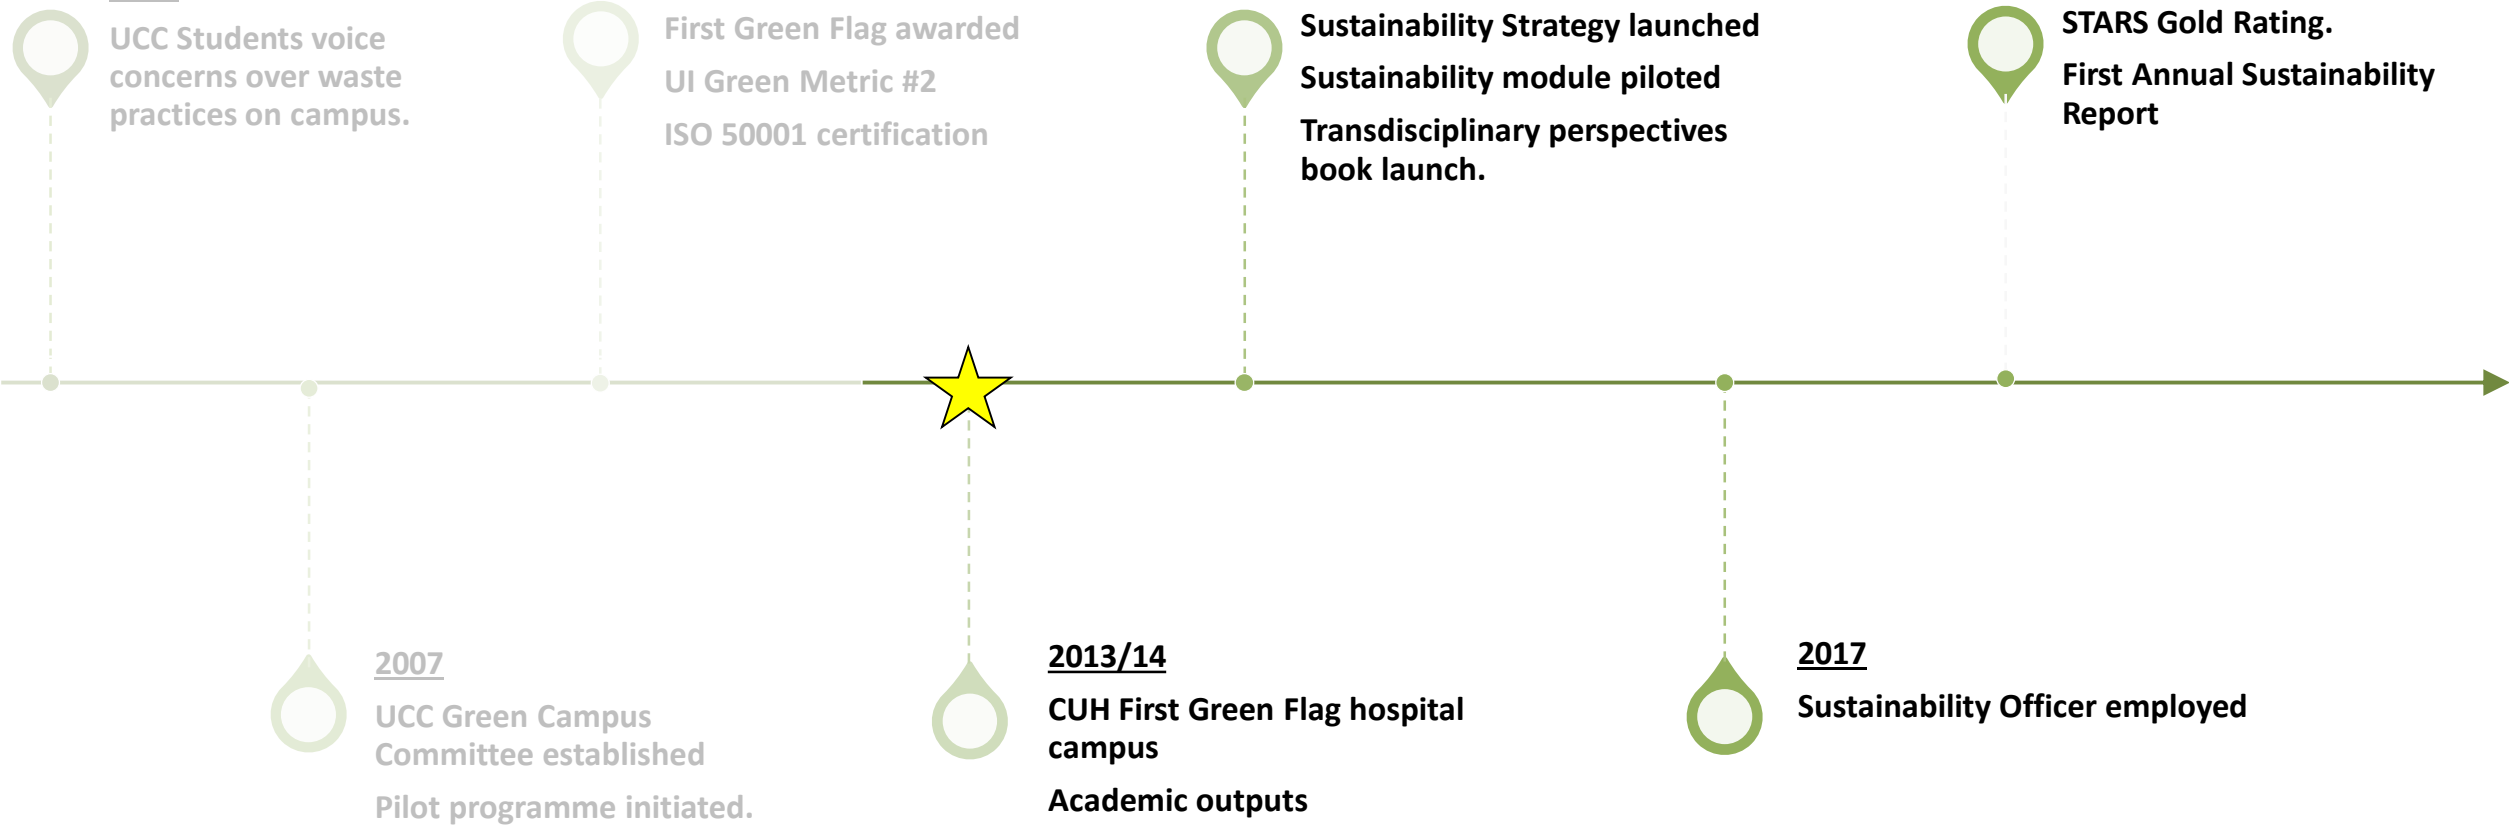 UCC Students voice
concerns over waste
practices on campus.
First Green Flag awarded
UI Green Metric #2
ISO 50001 certification
Sustainability Strategy launched
Sustainability module piloted
Transdisciplinary perspectives
book launch.
STARS Gold Rating.
First Annual Sustainability
Report
2007
UCC Green Campus
Committee established
Pilot programme initiated.
2013/14
CUH First Green Flag hospital
campus
Academic outputs
2017
Sustainability Officer employed